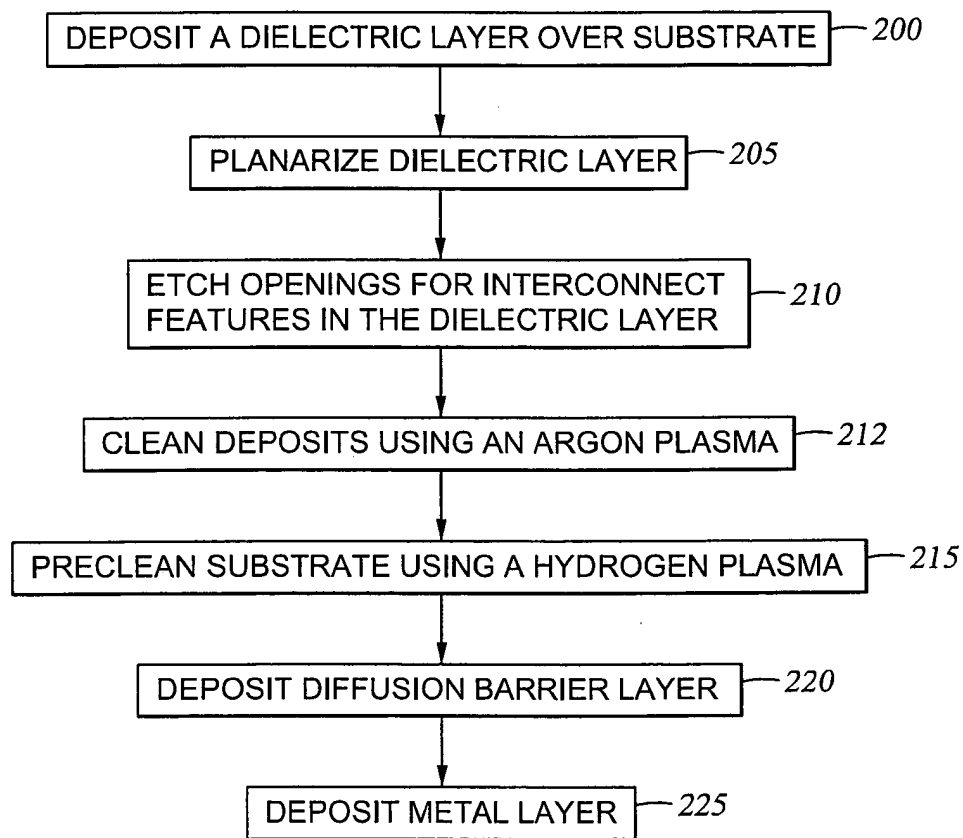 DEPOSIT A DIELECTRIC LAYER OVER SUBSTRATE 200
PLANARIZE DIELECTRIC LAYER 205
ETCH OPENINGS FOR INTERCONNECT
FEATURES IN THE DIELECTRIC LAYER 210
CLEAN DEPOSITS USING AN ARGON PLASMA 212
PRECLEAN SUBSTRATE USING A HYDROGEN PLASMA 215
DEPOSIT DIFFUSION BARRIER LAYER 220
DEPOSIT METAL LAYER 225